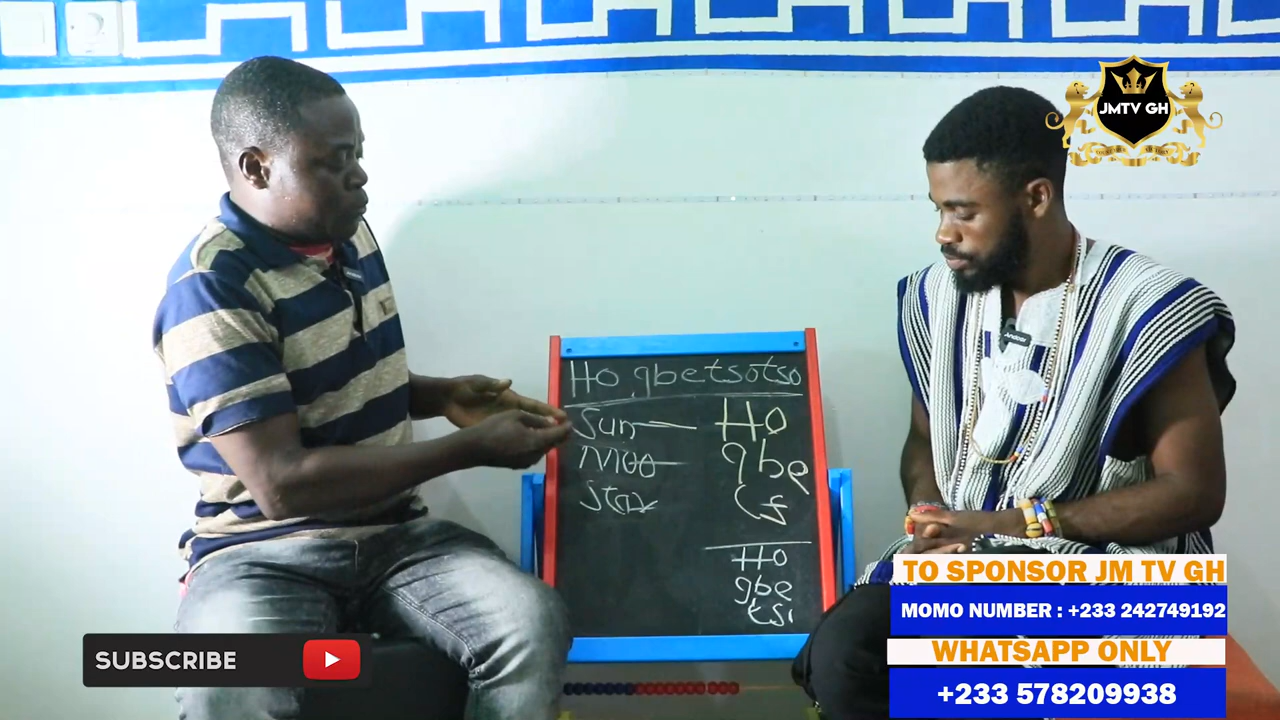 JMTV GH
Ho gbetsotso
Sun Ho
Moo gbe
Star
Ho
gbe
tsi
TO SPONSOR JM TV GH
MOMO NUMBER : +233 242749192
WHATSAPP ONLY
+233 578209938
SUBSCRIBE